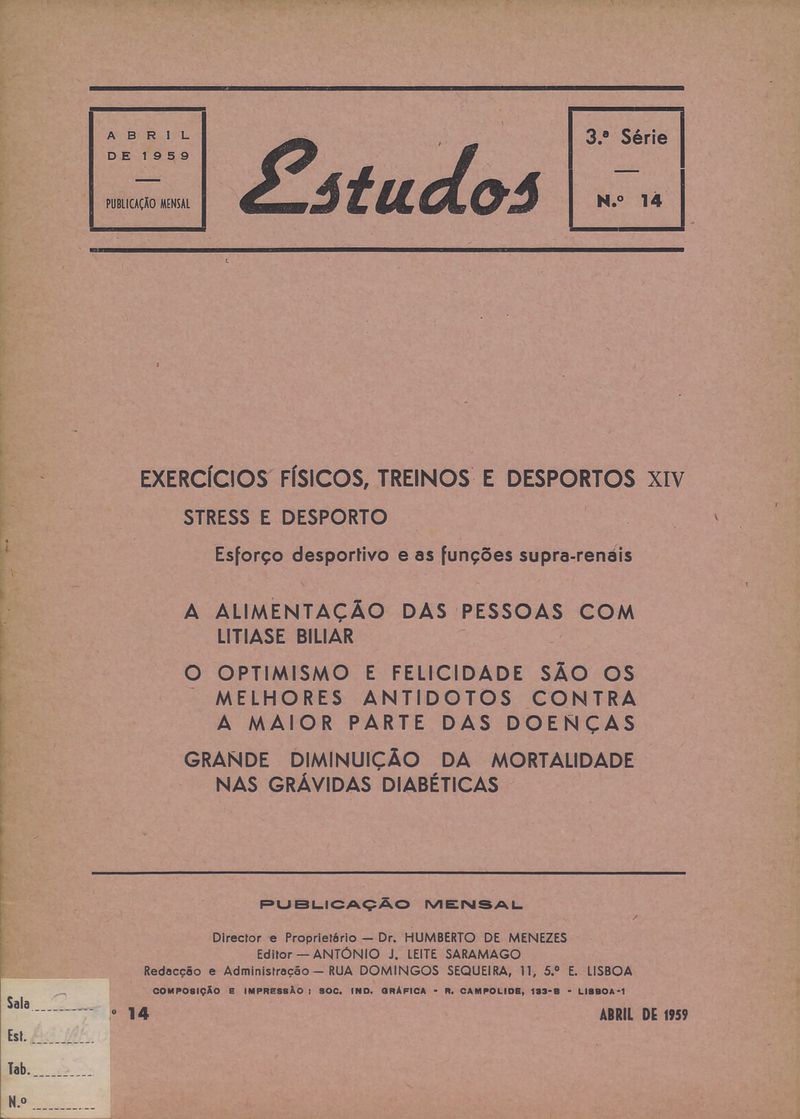 ABRIL
DE 1959
PUBLICAÇÃO MENSAL
Estudos
3.ª Série
N.º 14
EXERCÍCIOS FÍSICOS, TREINOS E DESPORTOS XIV
STRESS E DESPORTO
Esforço desportivo e as funções supra-renais
A ALIMENTAÇÃO DAS PESSOAS COM
LITIASE BILIAR
O OPTIMISMO E FELICIDADE SÃO OS
MELHORES ANTIDOTOS CONTRA
A MAIOR PARTE DAS DOENÇAS
GRANDE DIMINUIÇÃO DA MORTALIDADE
NAS GRÁVIDAS DIABÉTICAS
PUBLICAÇÃO MENSAL
Director e Proprietário — Dr. HUMBERTO DE MENEZES
Editor — ANTÓNIO J. LEITE SARAMAGO
Redacção e Administração — RUA DOMINGOS SEQUEIRA, 11, 5.º E. LISBOA
COMPOSIÇÃO E IMPRESSÃO: SOC. IND. GRÁFICA - R. CAMPOLIDE, 133-B - LISBOA-1
º 14
ABRIL DE 1959
Sala
Est.
Tab.
N.º